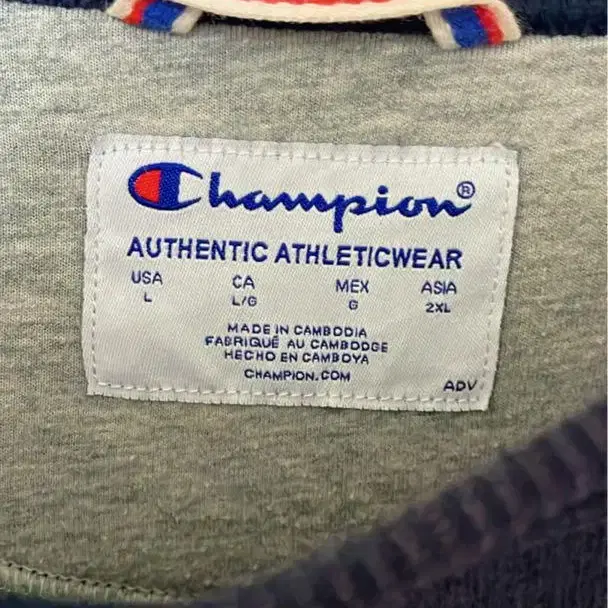 Champion®
AUTHENTIC ATHLETICWEAR
USA CA MEX ASIA
L L/G G 2XL
MADE IN CAMBODIA
FABRIQUÉ AU CAMBODGE
HECHO EN CAMBOYA
CHAMPION.COM
ADV